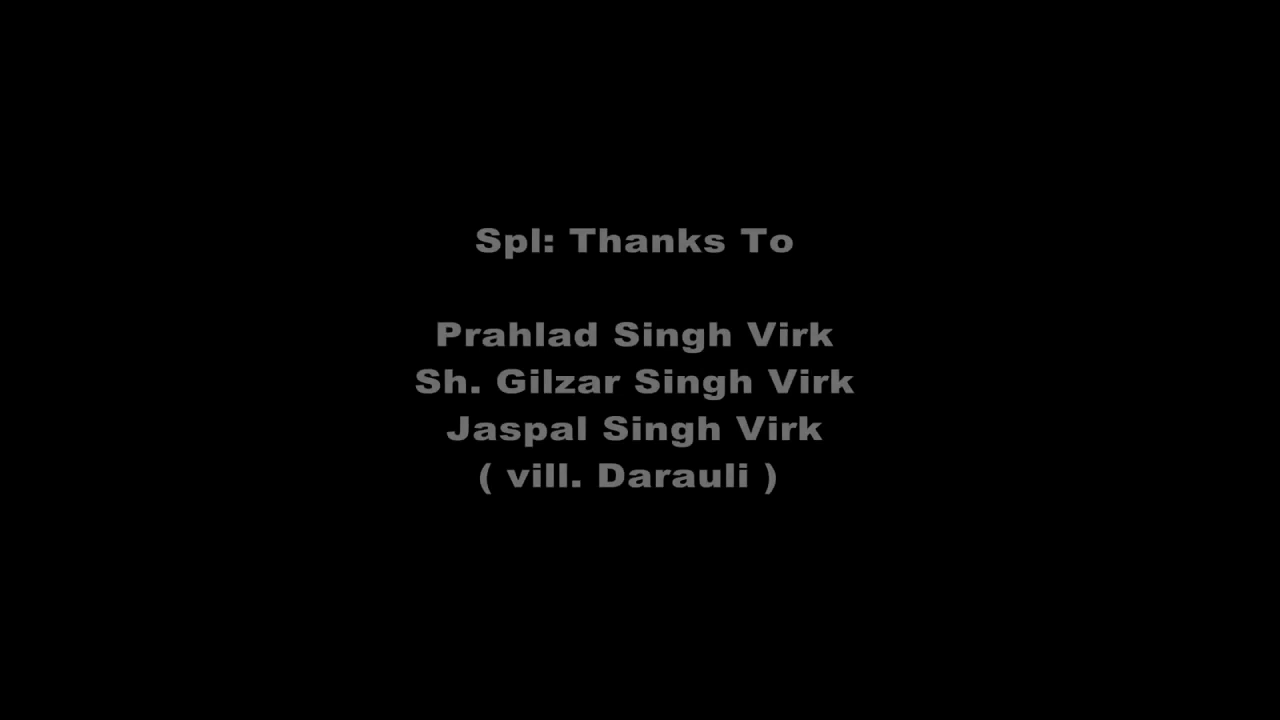 Spl: Thanks To
Prahlad Singh Virk
Sh. Gilzar Singh Virk
Jaspal Singh Virk
( vill. Darauli )